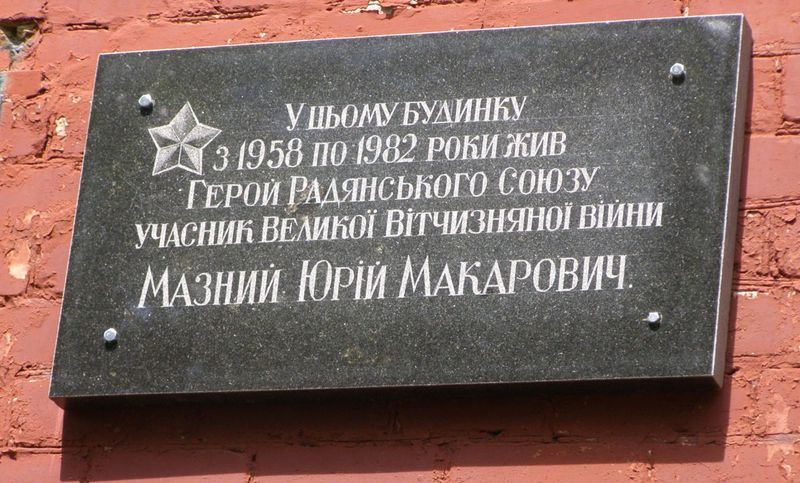 У цьому будинку
з 1958 по 1982 роки жив
Герой Радянського Союзу
учасник Великої Вітчизняної війни
Мазний Юрій Макарович.